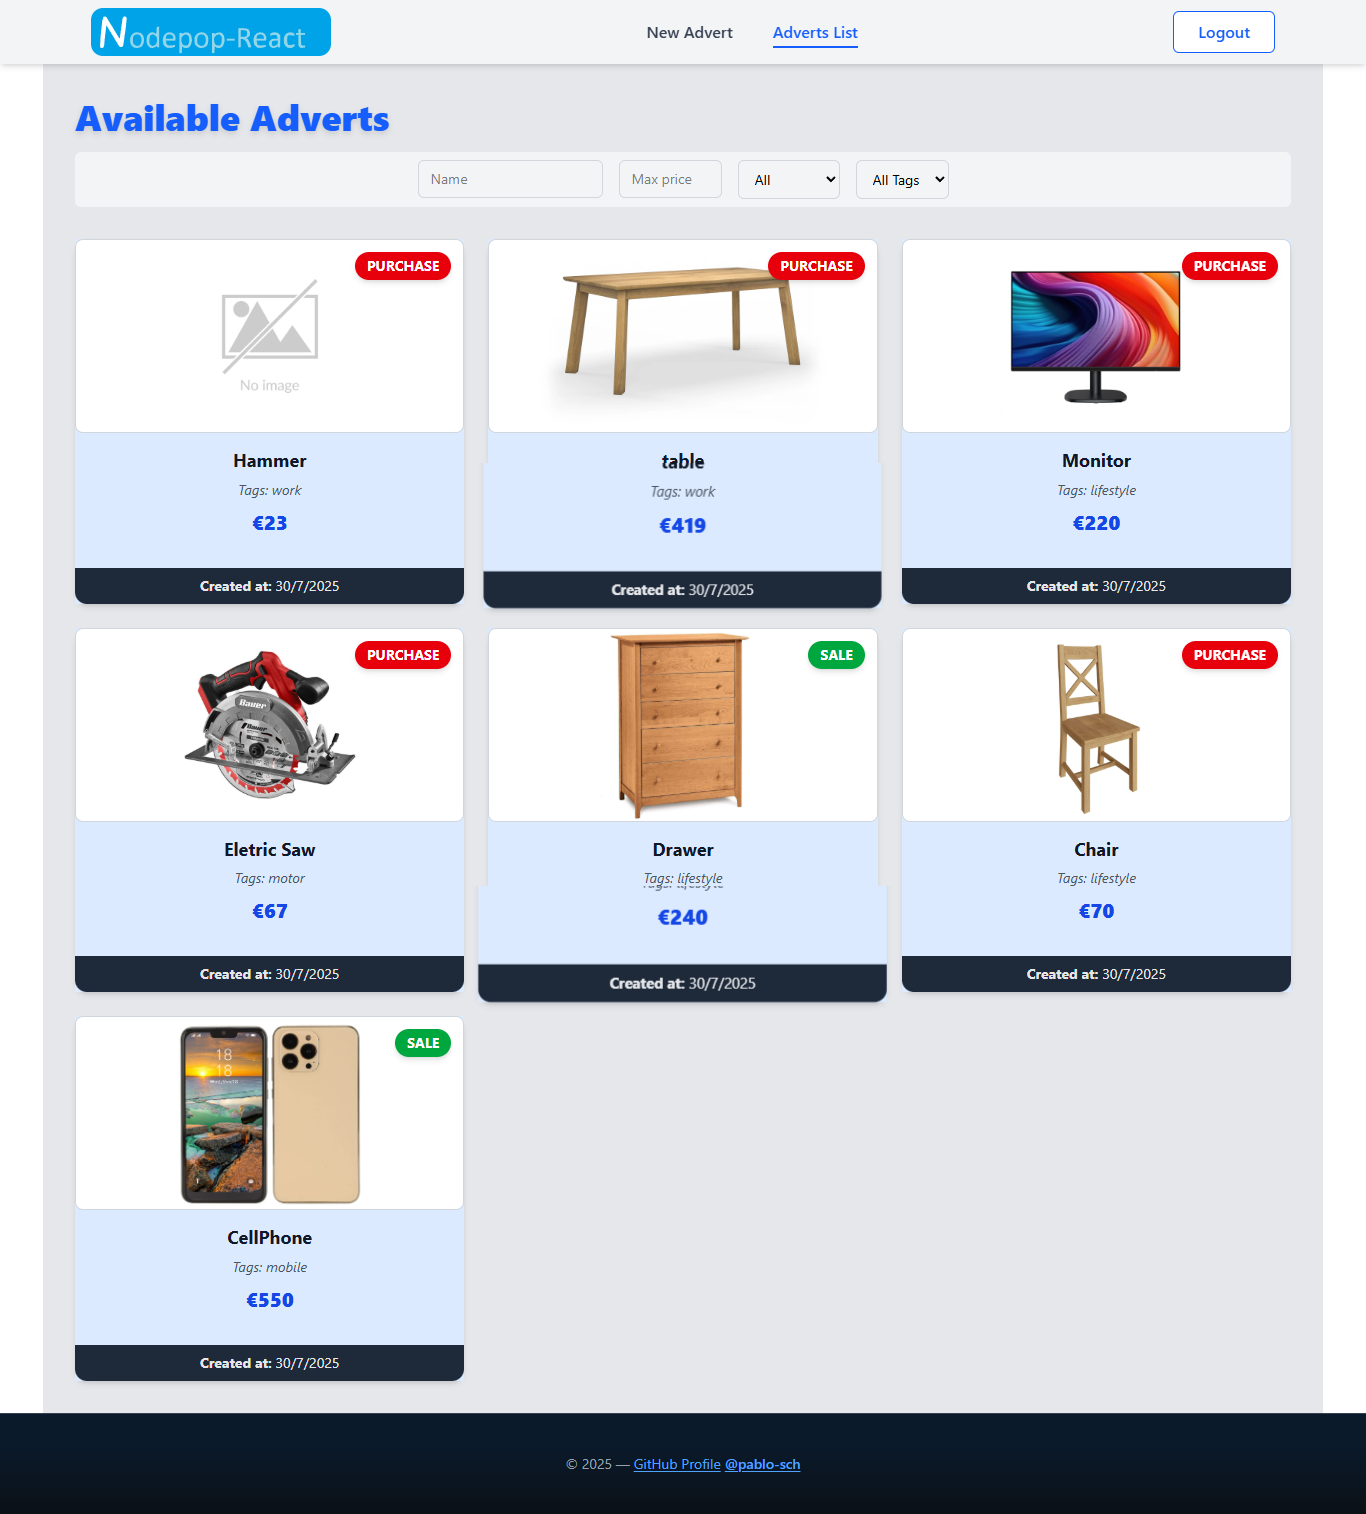 Nodepop-React
New Advert
Adverts List
Logout
Available Adverts
Name
Max price
All
All Tags
PURCHASE
No image
Hammer
Tags: work
€23
Created at: 30/7/2025
PURCHASE
table
Tags: work
€419
Created at: 30/7/2025
PURCHASE
Monitor
Tags: lifestyle
€220
Created at: 30/7/2025
PURCHASE
Bauer
Bauer
Eletric Saw
Tags: motor
€67
Created at: 30/7/2025
SALE
Drawer
Tags: lifestyle
€240
Created at: 30/7/2025
PURCHASE
Chair
Tags: lifestyle
€70
Created at: 30/7/2025
SALE
18
18
CellPhone
Tags: mobile
€550
Created at: 30/7/2025
© 2025 — GitHub Profile @pablo-sch